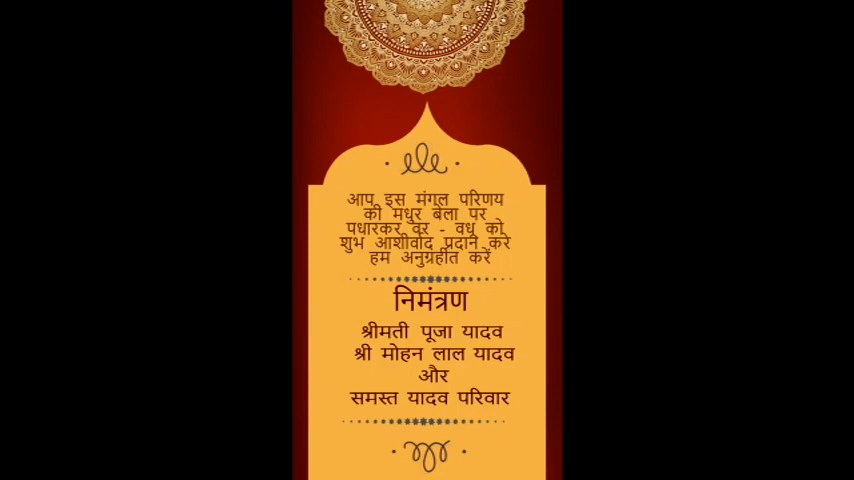 आप इस मंगल परिणय
की मधुर बेला पर
पधारकर वर - वधू को
शुभ आशीर्वाद प्रदान करे
हम अनुग्रहीत करें
निमंत्रण
श्रीमती पूजा यादव
श्री मोहन लाल यादव
और
समस्त यादव परिवार